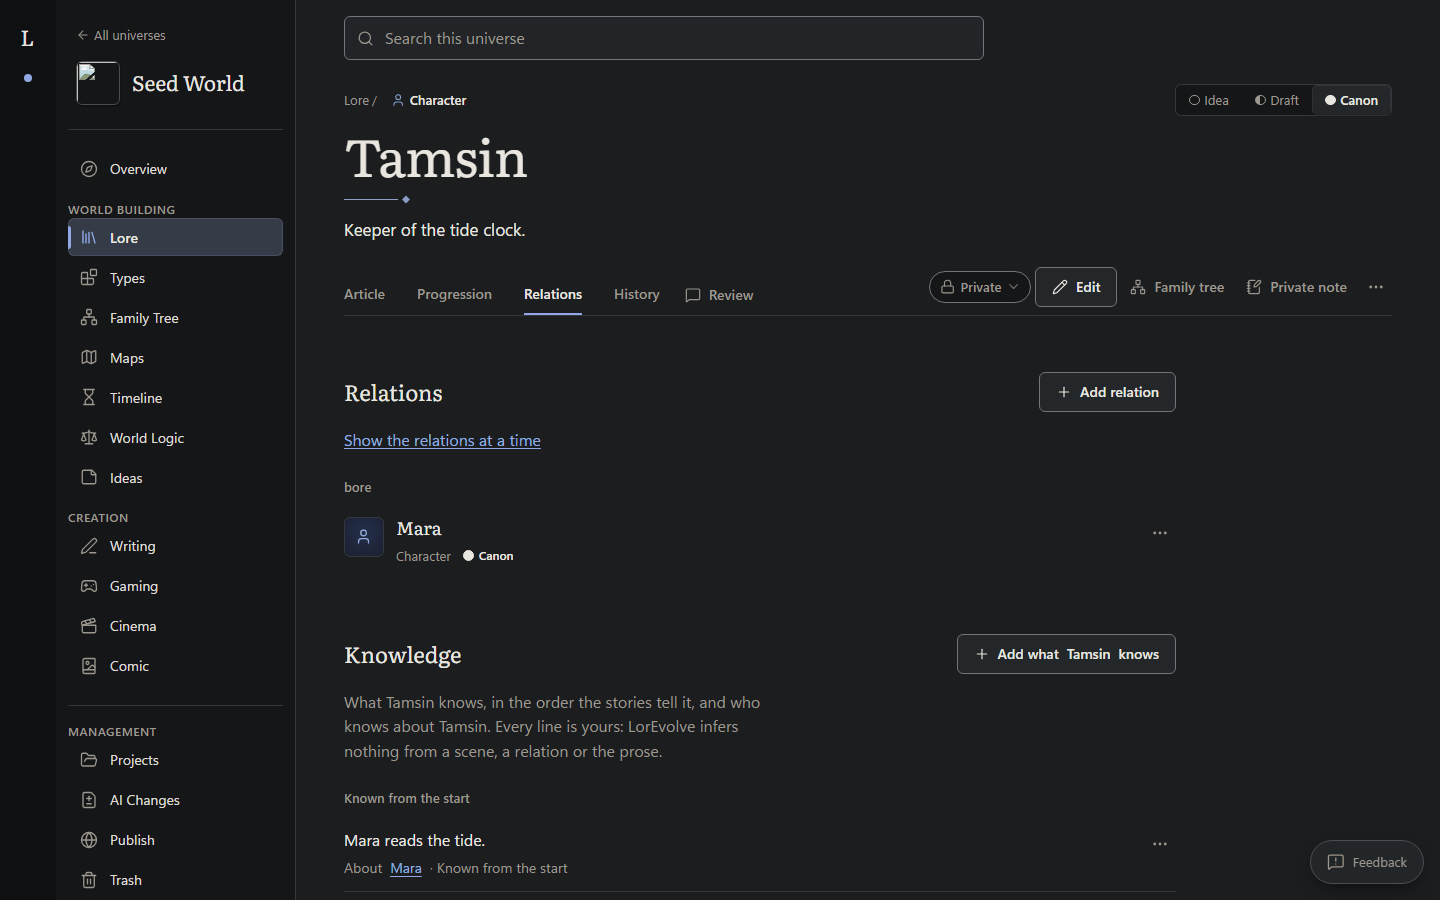 L
All universes
Seed World
Overview
WORLD BUILDING
Lore
Types
Family Tree
Maps
Timeline
World Logic
Ideas
CREATION
Writing
Gaming
Cinema
Comic
MANAGEMENT
Projects
AI Changes
Publish
Trash
Search this universe
Lore / Character
Idea Draft Canon
Tamsin
Keeper of the tide clock.
Article Progression Relations History Review
Private Edit Family tree Private note
Relations
Add relation
Show the relations at a time
bore
Mara
Character Canon
Knowledge
Add what Tamsin knows
What Tamsin knows, in the order the stories tell it, and who
knows about Tamsin. Every line is yours: LorEvolve infers
nothing from a scene, a relation or the prose.
Known from the start
Mara reads the tide.
About Mara · Known from the start
Feedback